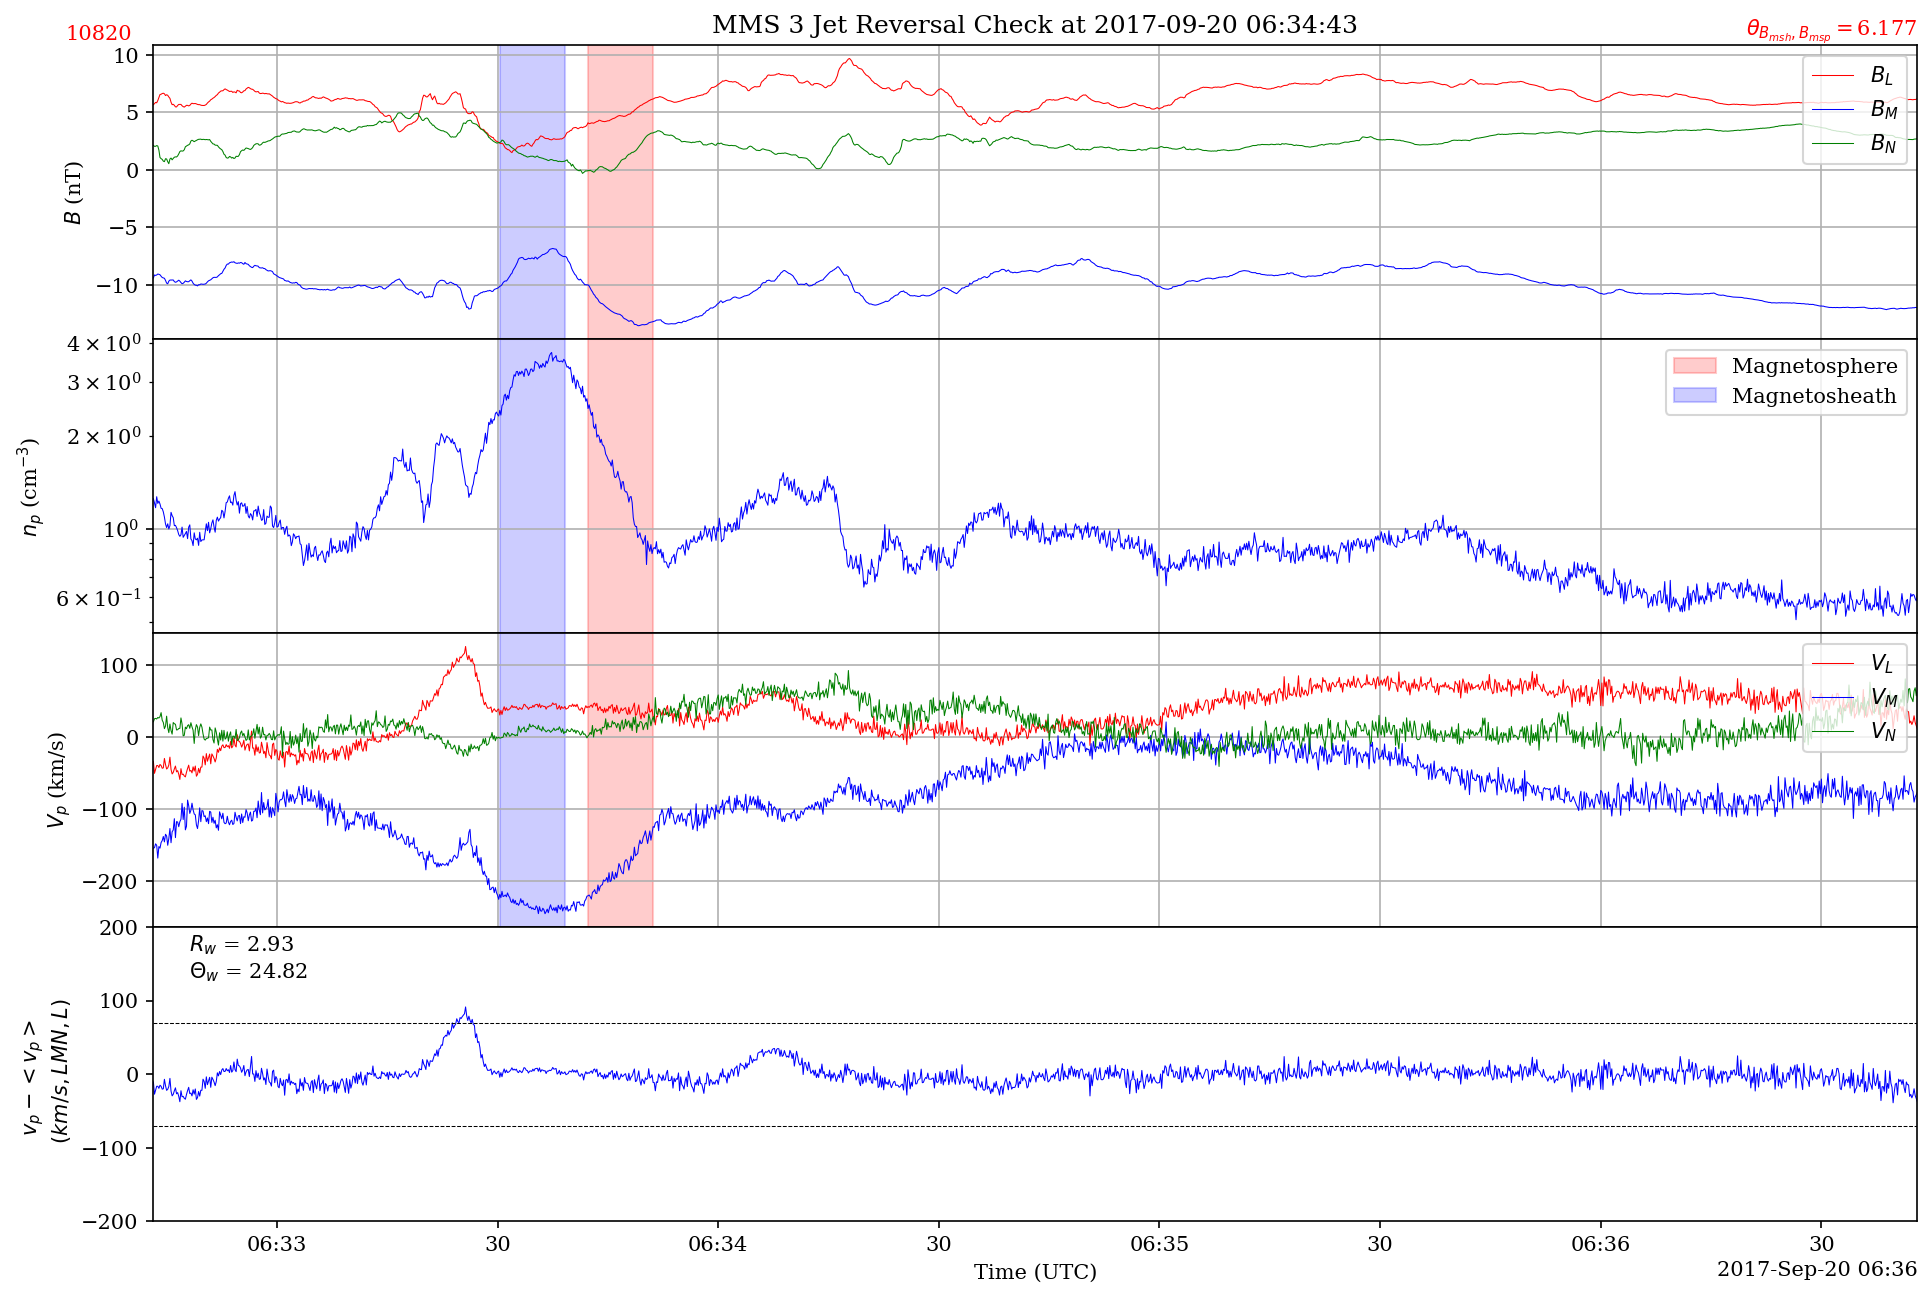 10820
MMS 3 Jet Reversal Check at 2017-09-20 06:34:43
θ_{B_{msh}, B_{msp}} = 6.177
10
5
0
−5
−10
B (nT)
B_L
B_M
B_N
4 × 10^0
3 × 10^0
2 × 10^0
10^0
6 × 10^{−1}
n_p (cm^{−3})
Magnetosphere
Magnetosheath
100
0
−100
−200
V_p (km/s)
V_L
V_M
V_N
200
100
0
−100
−200
v_p − < v_p >
(km/s, LMN, L)
R_w = 2.93
Θ_w = 24.82
06:33
30
06:34
30
06:35
30
06:36
30
Time (UTC)
2017-Sep-20 06:36